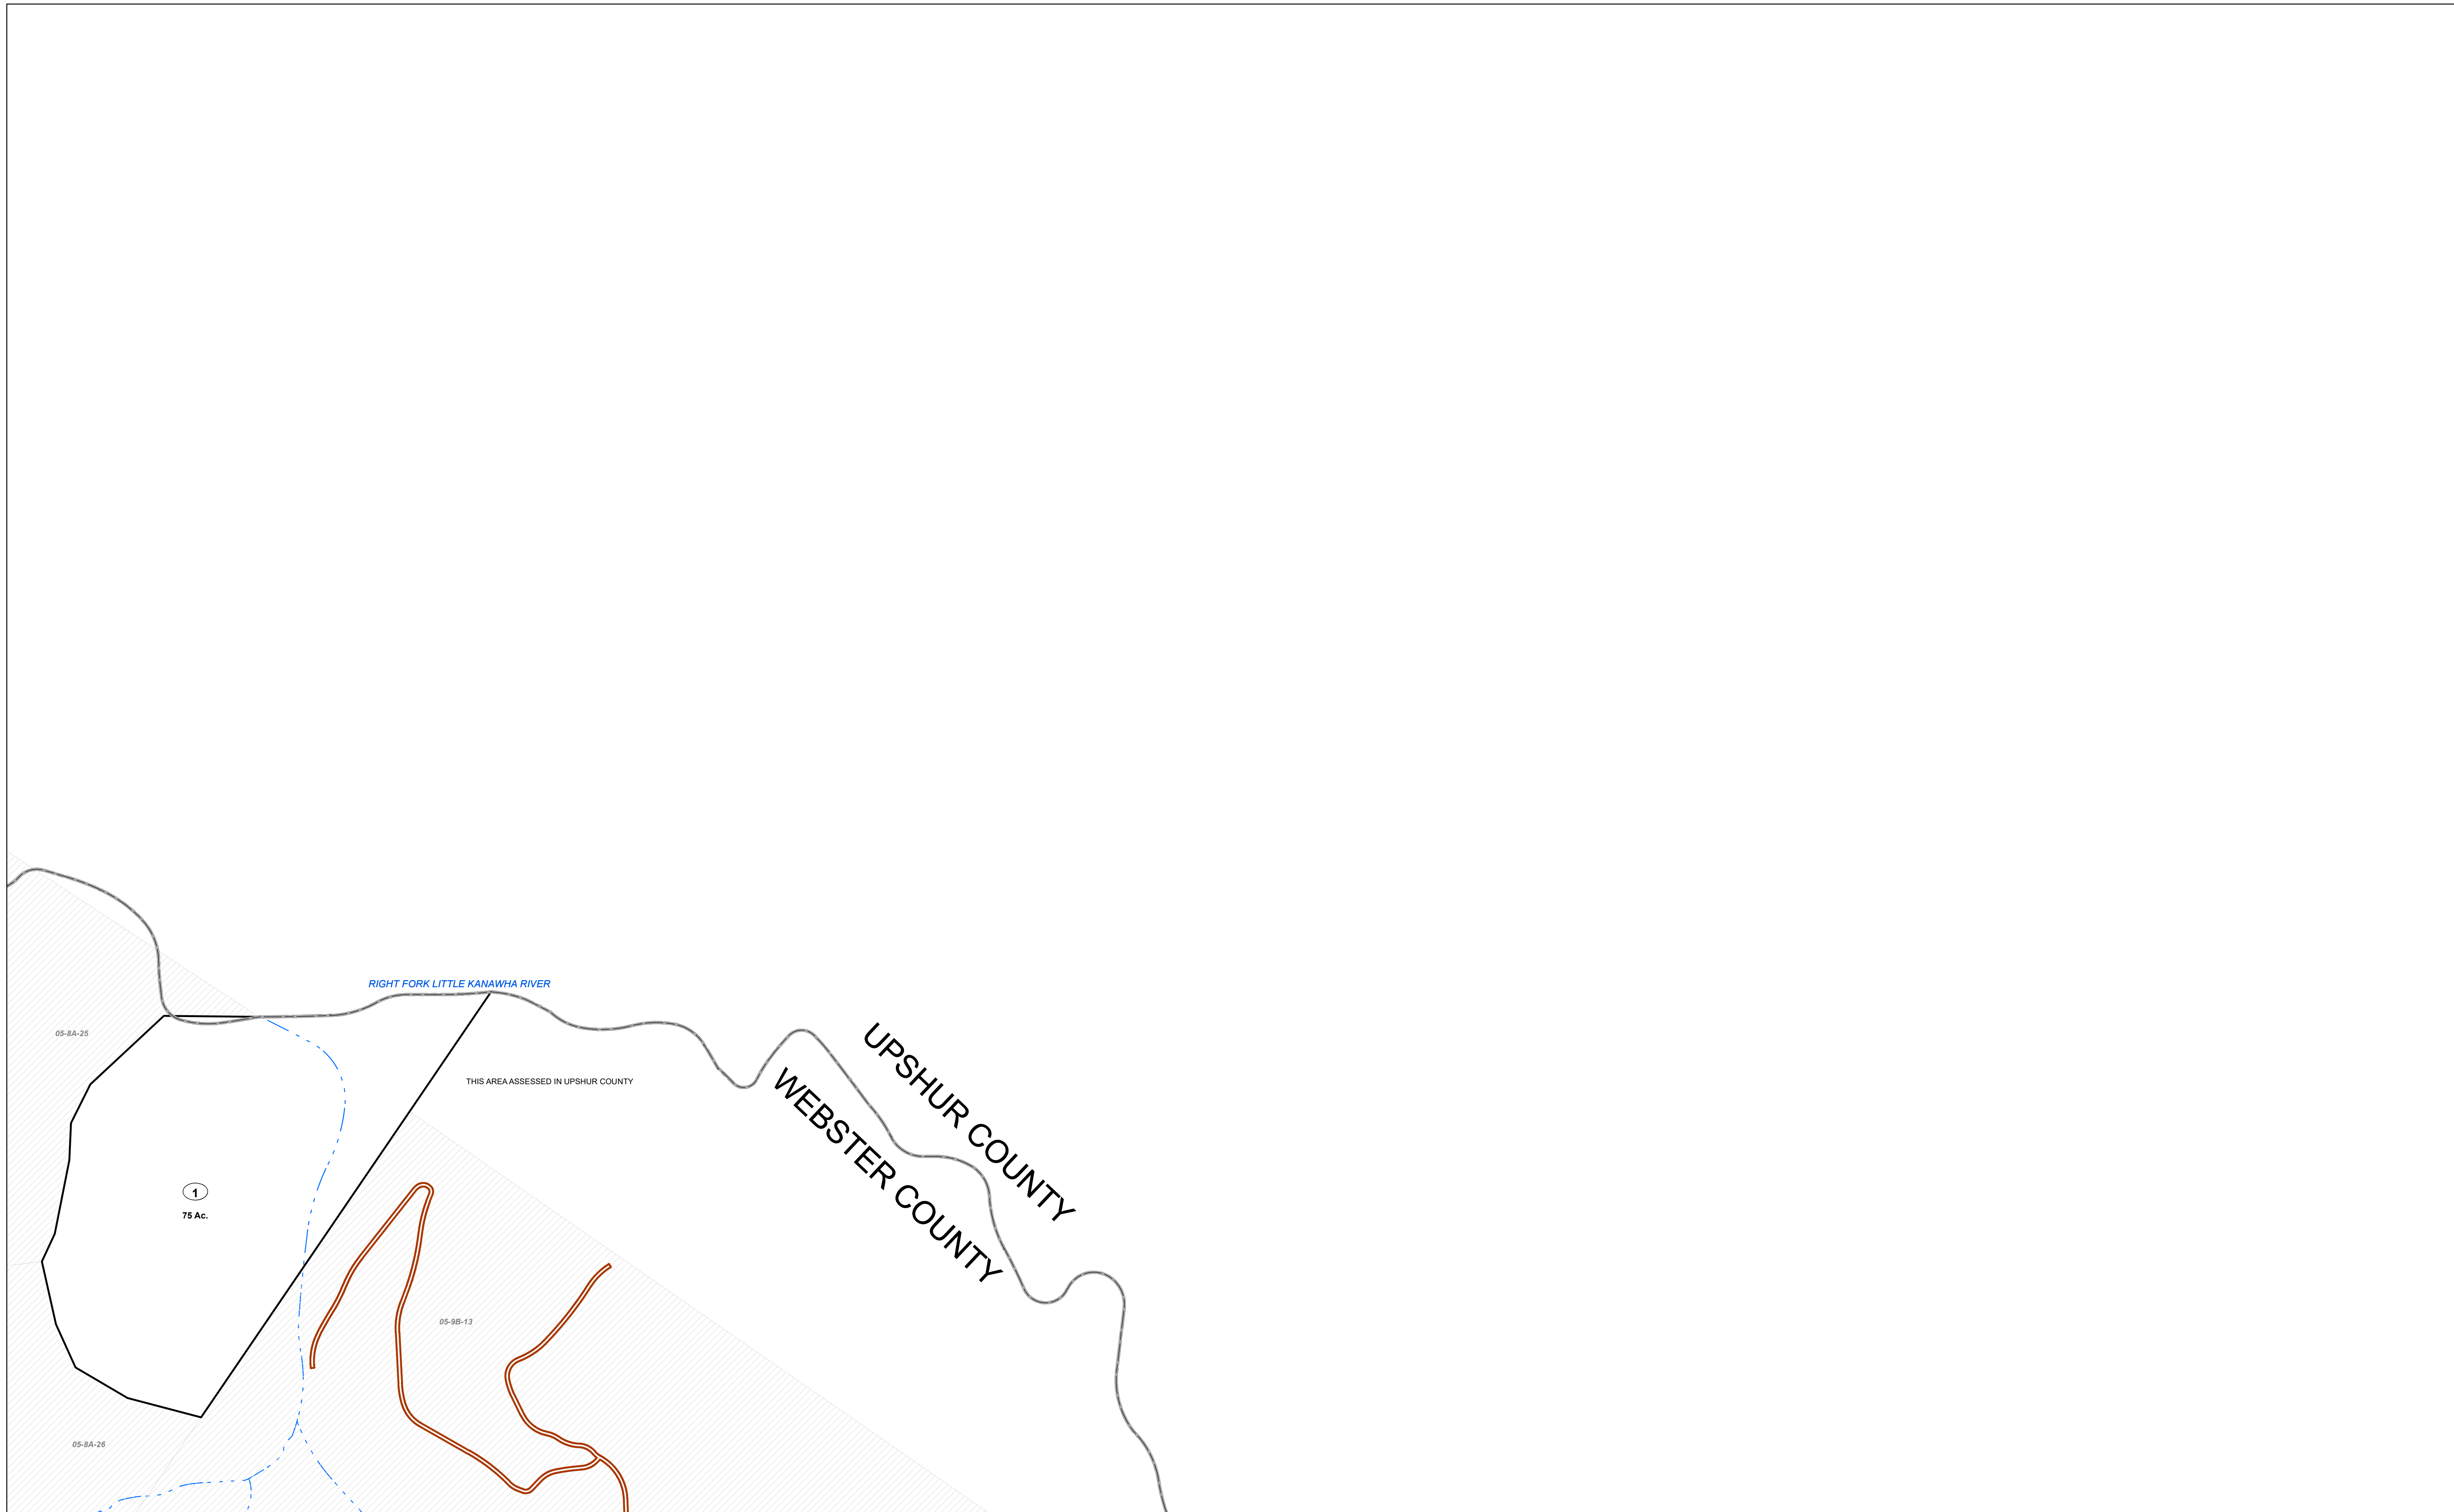 RIGHT FORK LITTLE KANAWHA RIVER
05-8A-25
UPSHUR COUNTY
THIS AREA ASSESSED IN UPSHUR COUNTY
WEBSTER COUNTY
1
75 Ac.
05-9B-13
05-8A-26